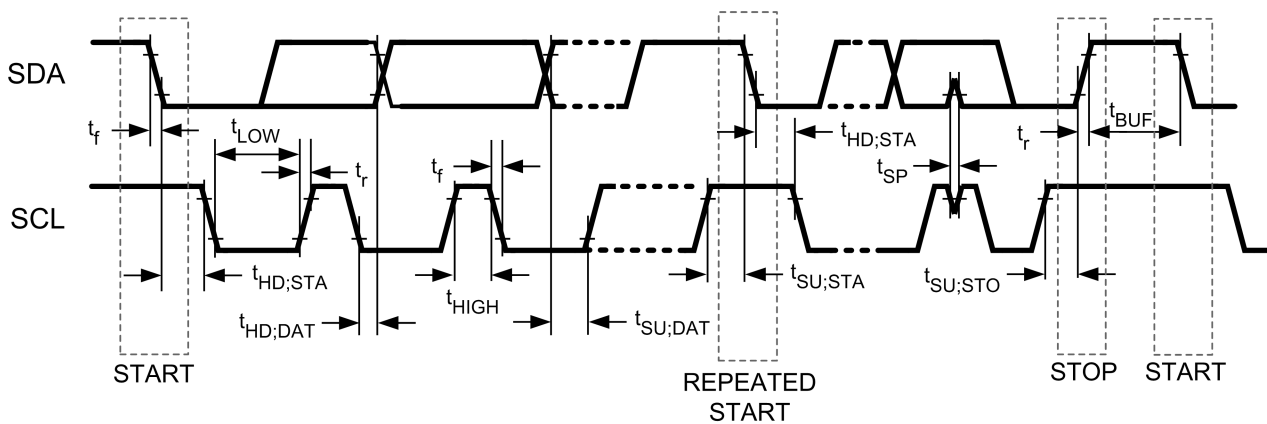 SDA
t_f
t_LOW
t_r
t_f
t_HD;STA
t_SP
t_r
t_BUF
SCL
t_HD;STA
t_HD;DAT
t_HIGH
t_SU;DAT
t_SU;STA
t_SU;STO
START
REPEATED
START
STOP
START